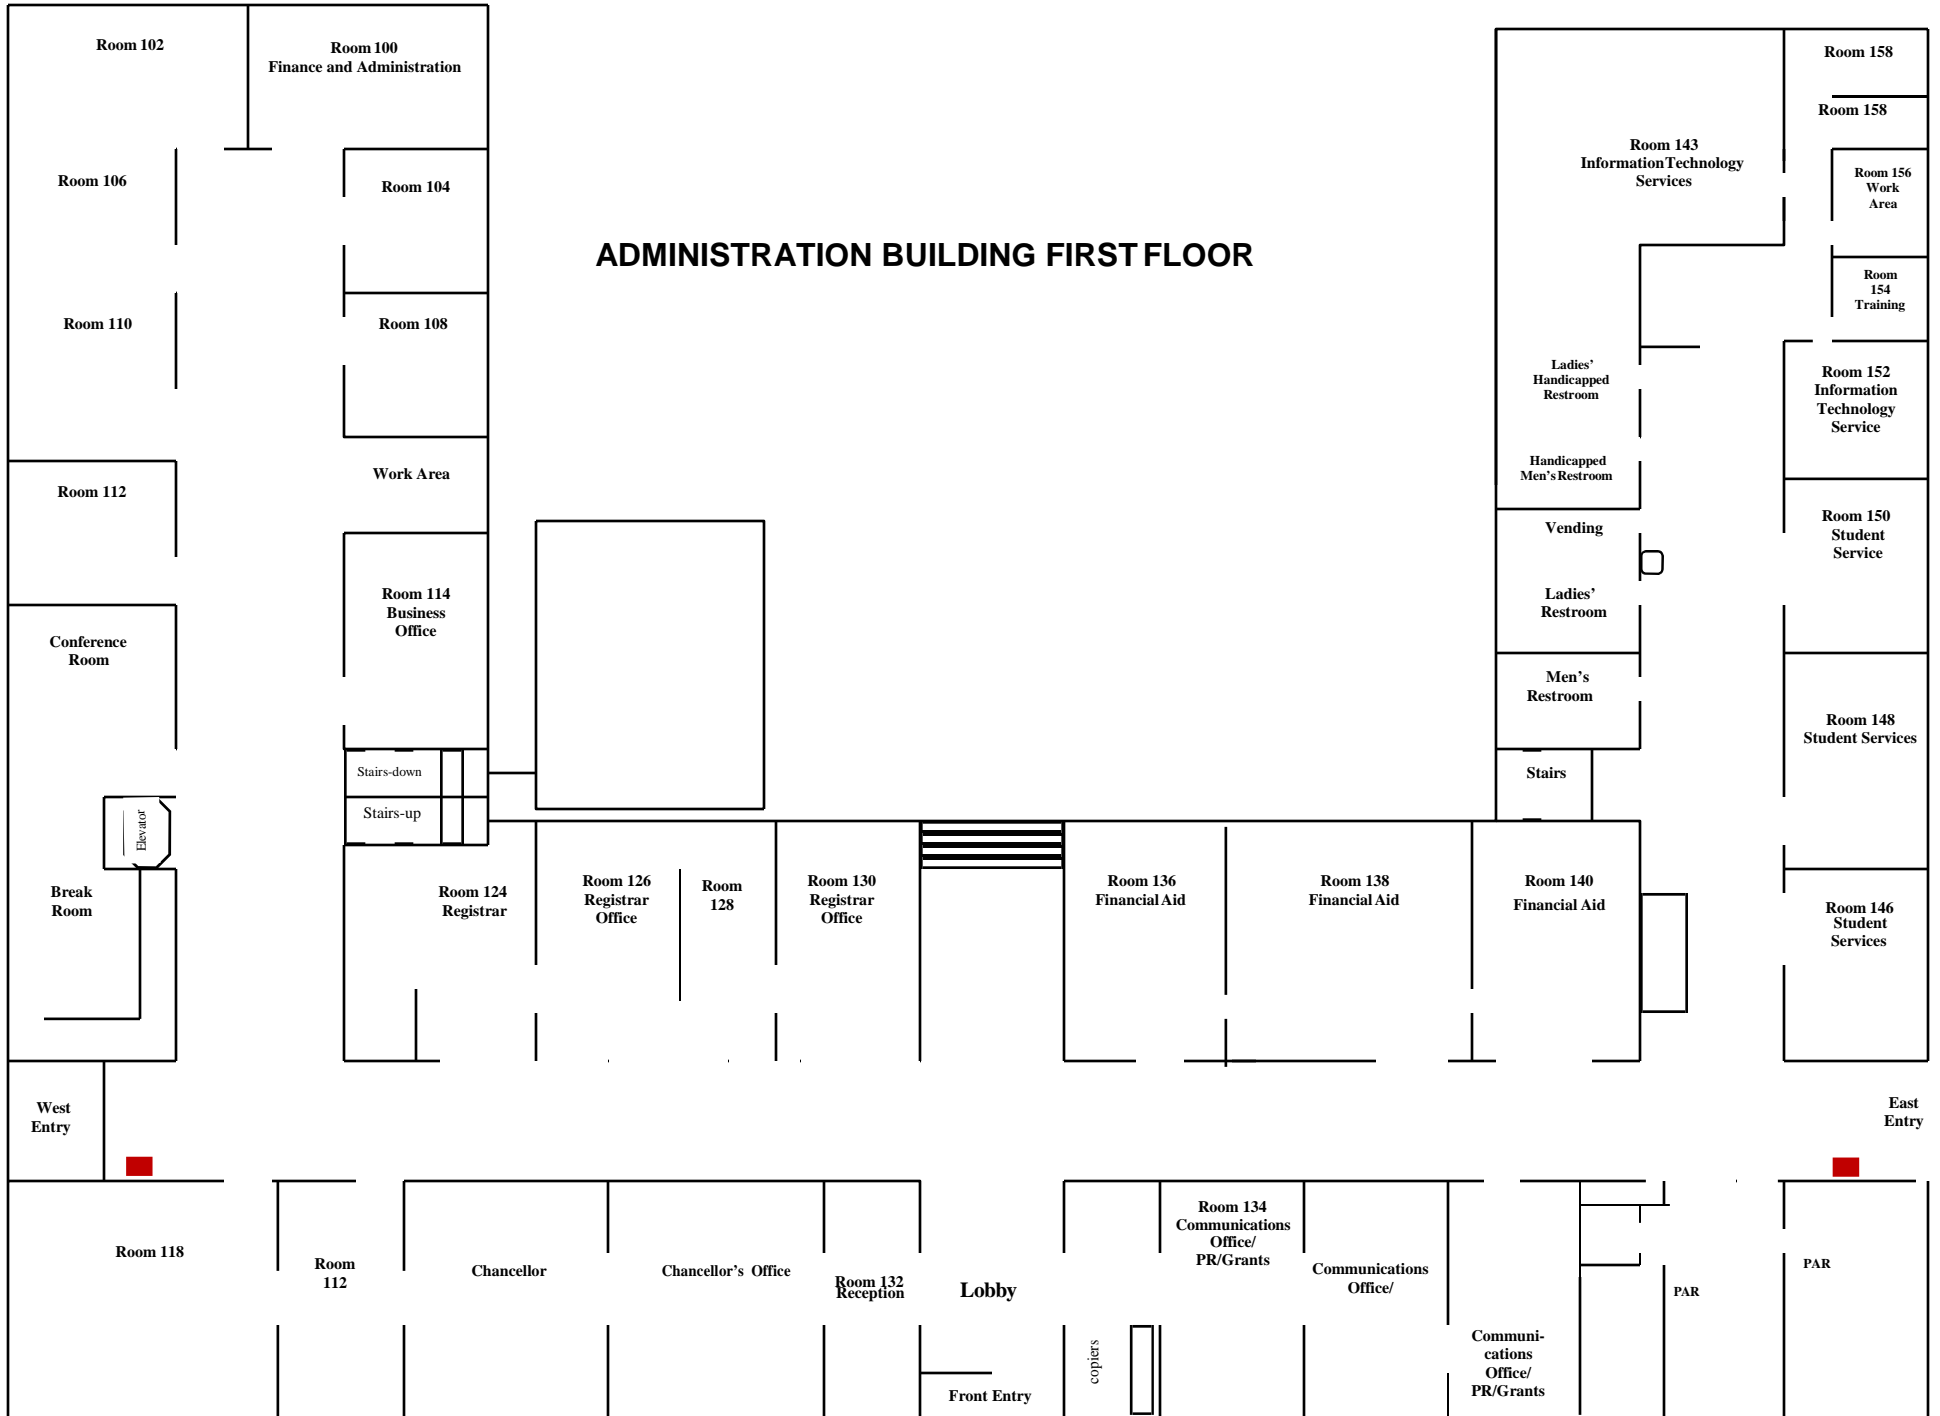 Room 102
Room 100
Finance and Administration
Room 158
Room 158
Room 143
Information Technology
Services
Room 156
Work
Area
Room 106
Room 104
ADMINISTRATION BUILDING FIRST FLOOR
Room
154
Training
Room 110
Room 108
Ladies’
Handicapped
Restroom
Room 152
Information
Technology
Service
Work Area
Handicapped
Men’s Restroom
Room 112
Vending
Room 150
Student
Service
Room 114
Business
Office
Ladies’
Restroom
Conference
Room
Men’s
Restroom
Room 148
Student Services
Stairs-down
Stairs
Stairs-up
Elevator
Break
Room
Room 124
Registrar
Room 126
Registrar
Office
Room
128
Room 130
Registrar
Office
Room 136
Financial Aid
Room 138
Financial Aid
Room 140
Financial Aid
Room 146
Student
Services
West
Entry
East
Entry
Room 118
Room
112
Chancellor
Chancellor’s Office
Room 132
Reception
Lobby
Room 134
Communications
Office/
PR/Grants
Communications
Office/
PAR
PAR
copiers
Communi-
cations
Office/
PR/Grants
Front Entry